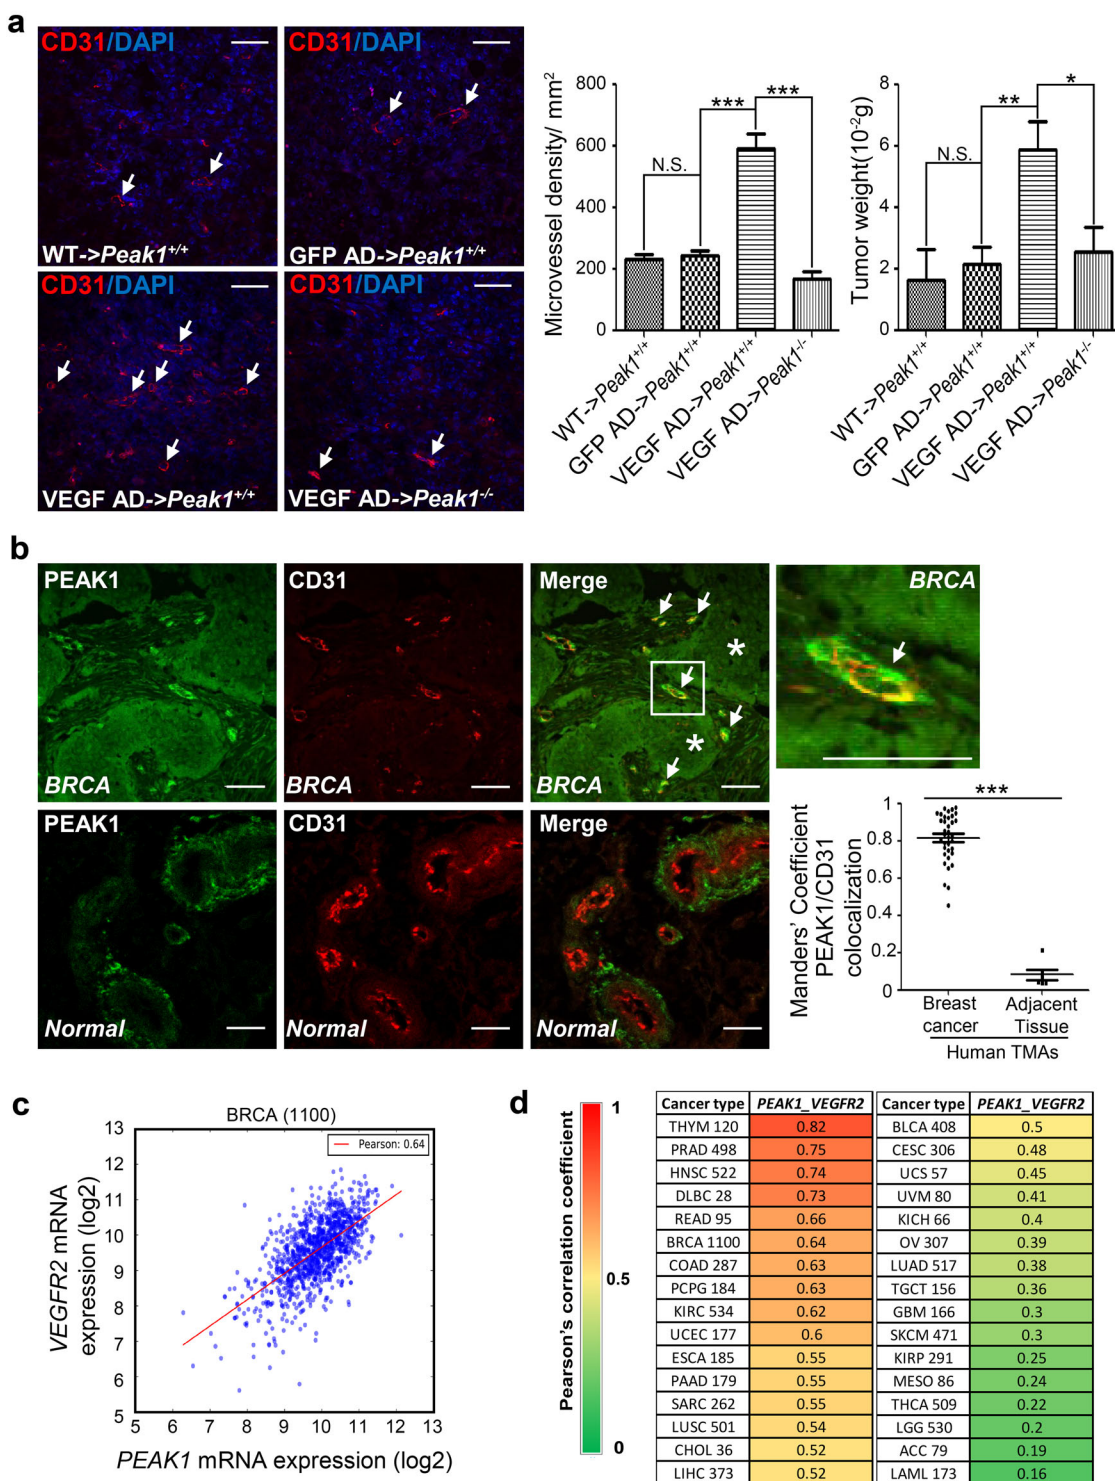 a
CD31/DAPI
WT->Peak1+/+
CD31/DAPI
GFP AD->Peak1+/+
CD31/DAPI
VEGF AD->Peak1+/+
CD31/DAPI
VEGF AD->Peak1-/-
Microvessel density/ mm2
800
600
400
200
0
N.S.
***
***
WT->Peak1+/+
GFP AD->Peak1+/+
VEGF AD->Peak1+/+
VEGF AD->Peak1-/-
Tumor weight(10-2g)
8
6
4
2
0
N.S.
**
*
WT->Peak1+/+
GFP AD->Peak1+/+
VEGF AD->Peak1+/+
VEGF AD->Peak1-/-
b
PEAK1
BRCA
CD31
BRCA
Merge
*
*
BRCA
BRCA
PEAK1
Normal
CD31
Normal
Merge
Normal
Manders' Coefficient
PEAK1/CD31
colocalization
1
0.8
0.6
0.4
0.2
0
***
Breast
cancer
Adjacent
Tissue
Human TMAs
c
BRCA (1100)
Pearson: 0.64
VEGFR2 mRNA
expression (log2)
13
12
11
10
9
8
7
6
5
5 6 7 8 9 10 11 12 13
PEAK1 mRNA expression (log2)
d
Pearson's correlation coefficient
1
0.5
0
Cancer type PEAK1_VEGFR2
THYM 120 0.82
PRAD 498 0.75
HNSC 522 0.74
DLBC 28 0.73
READ 95 0.66
BRCA 1100 0.64
COAD 287 0.63
PCPG 184 0.63
KIRC 534 0.62
UCEC 177 0.6
ESCA 185 0.55
PAAD 179 0.55
SARC 262 0.55
LUSC 501 0.54
CHOL 36 0.52
LIHC 373 0.52
Cancer type PEAK1_VEGFR2
BLCA 408 0.5
CESC 306 0.48
UCS 57 0.45
UVM 80 0.41
KICH 66 0.4
OV 307 0.39
LUAD 517 0.38
TGCT 156 0.36
GBM 166 0.3
SKCM 471 0.3
KIRP 291 0.25
MESO 86 0.24
THCA 509 0.22
LGG 530 0.2
ACC 79 0.19
LAML 173 0.16